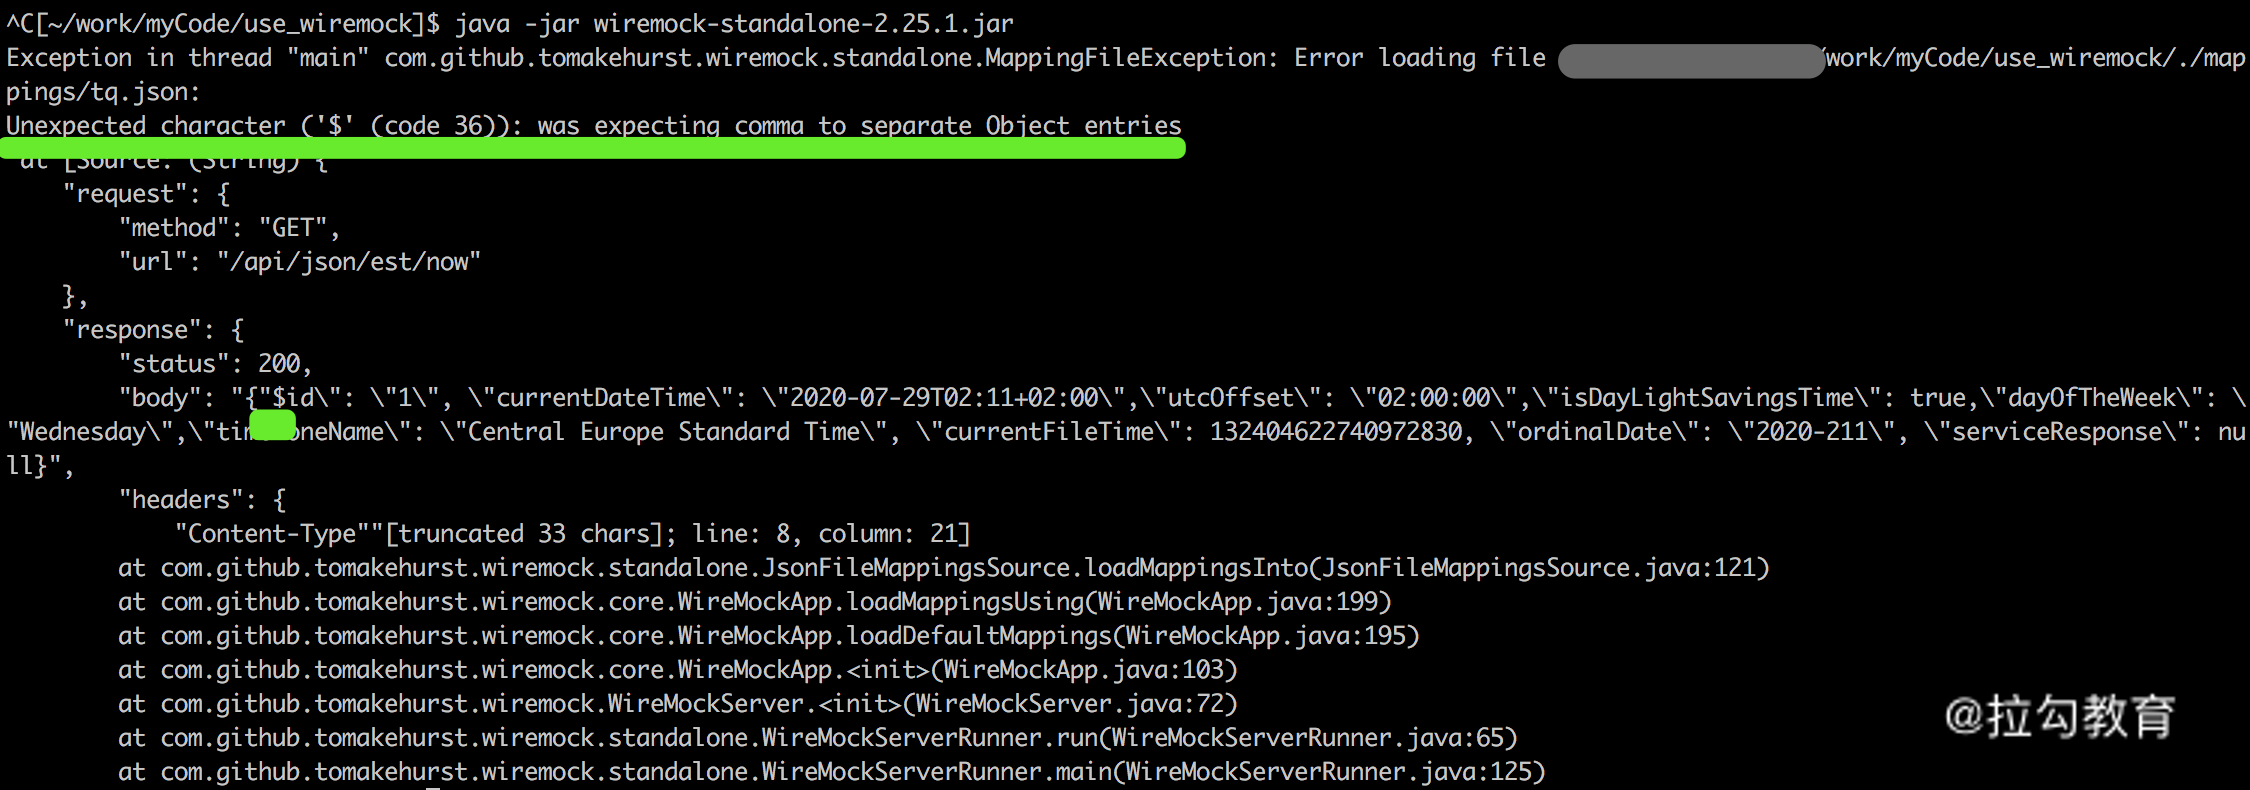 ^C[~/work/myCode/use_wiremock]$ java -jar wiremock-standalone-2.25.1.jar
Exception in thread "main" com.github.tomakehurst.wiremock.standalone.MappingFileException: Error loading file /work/myCode/use_wiremock/./map
pings/tq.json:
Unexpected character ('$' (code 36)): was expecting comma to separate Object entries
at [Source: (String) {
"request": {
"method": "GET",
"url": "/api/json/est/now"
},
"response": {
"status": 200,
"body": "{"$id\": \"1\", \"currentDateTime\": \"2020-07-29T02:11+02:00\",\"utcOffset\": \"02:00:00\",\"isDayLightSavingsTime\": true,\"dayOfTheWeek\": \
"Wednesday\",\ \"Central Europe Standard Time\", \"currentFileTime\": 132404622740972830, \"ordinalDate\": \"2020-211\", \"serviceResponse\": nu
ll}",
"headers": {
"Content-Type""[truncated 33 chars]; line: 8, column: 21]
at com.github.tomakehurst.wiremock.standalone.JsonFileMappingsSource.loadMappingsInto(JsonFileMappingsSource.java:121)
at com.github.tomakehurst.wiremock.core.WireMockApp.loadMappingsUsing(WireMockApp.java:199)
at com.github.tomakehurst.wiremock.core.WireMockApp.loadDefaultMappings(WireMockApp.java:195)
at com.github.tomakehurst.wiremock.core.WireMockApp.<init>(WireMockApp.java:103)
at com.github.tomakehurst.wiremock.WireMockServer.<init>(WireMockServer.java:72)
at com.github.tomakehurst.wiremock.standalone.WireMockServerRunner.run(WireMockServerRunner.java:65)
at com.github.tomakehurst.wiremock.standalone.WireMockServerRunner.main(WireMockServerRunner.java:125)
@拉勾教育